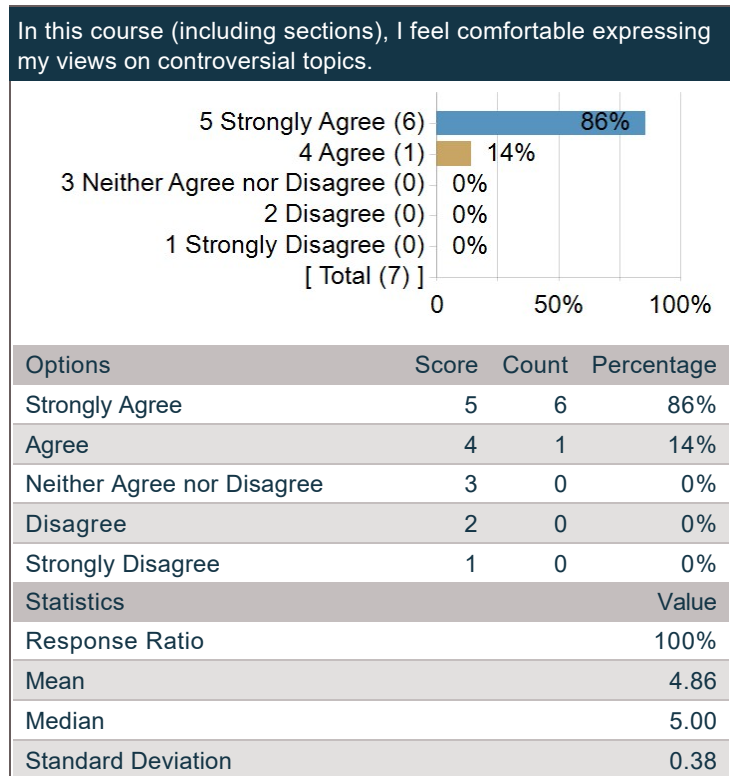 In this course (including sections), I feel comfortable expressing
my views on controversial topics.
5 Strongly Agree (6) 86%
4 Agree (1) 14%
3 Neither Agree nor Disagree (0) 0%
2 Disagree (0) 0%
1 Strongly Disagree (0) 0%
[ Total (7) ]
0 50% 100%
Options Score Count Percentage
Strongly Agree 5 6 86%
Agree 4 1 14%
Neither Agree nor Disagree 3 0 0%
Disagree 2 0 0%
Strongly Disagree 1 0 0%
Statistics Value
Response Ratio 100%
Mean 4.86
Median 5.00
Standard Deviation 0.38